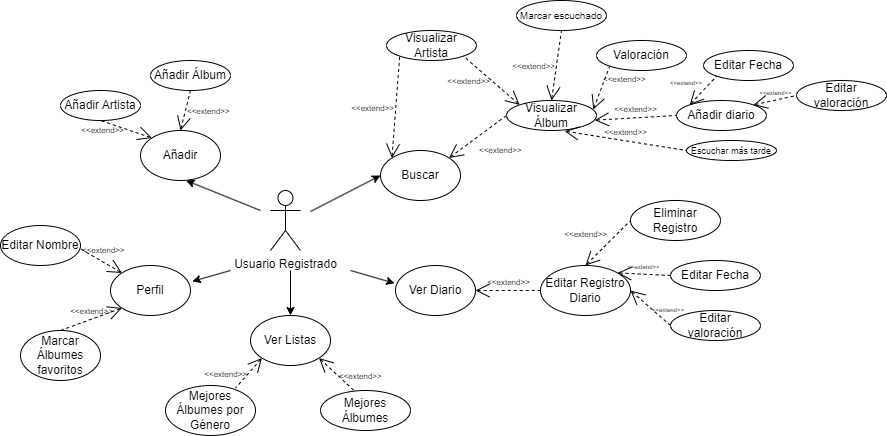 Marcar escuchado
<<extend>>
Visualizar
Artista
<<extend>>
<<extend>>
<<extend>>
Valoración
<<extend>>
Editar Fecha
<<extend>>
Editar
valoración
<<extend>>
Añadir Álbum
<<extend>>
Añadir Artista
<<extend>>
Añadir
Visualizar
Álbum
<<extend>>
Añadir diario
<<extend>>
Escuchar más tarde
<<extend>>
Buscar
Usuario Registrado
Editar Nombre
<<extend>>
Perfil
<<extend>>
Marcar
Álbumes
favoritos
Ver Listas
<<extend>>
<<extend>>
Mejores
Álbumes por
Género
Mejores
Álbumes
Ver Diario
<<extend>>
Editar Registro
Diario
<<extend>>
Eliminar
Registro
<<extend>>
Editar Fecha
<<extend>>
Editar
valoración